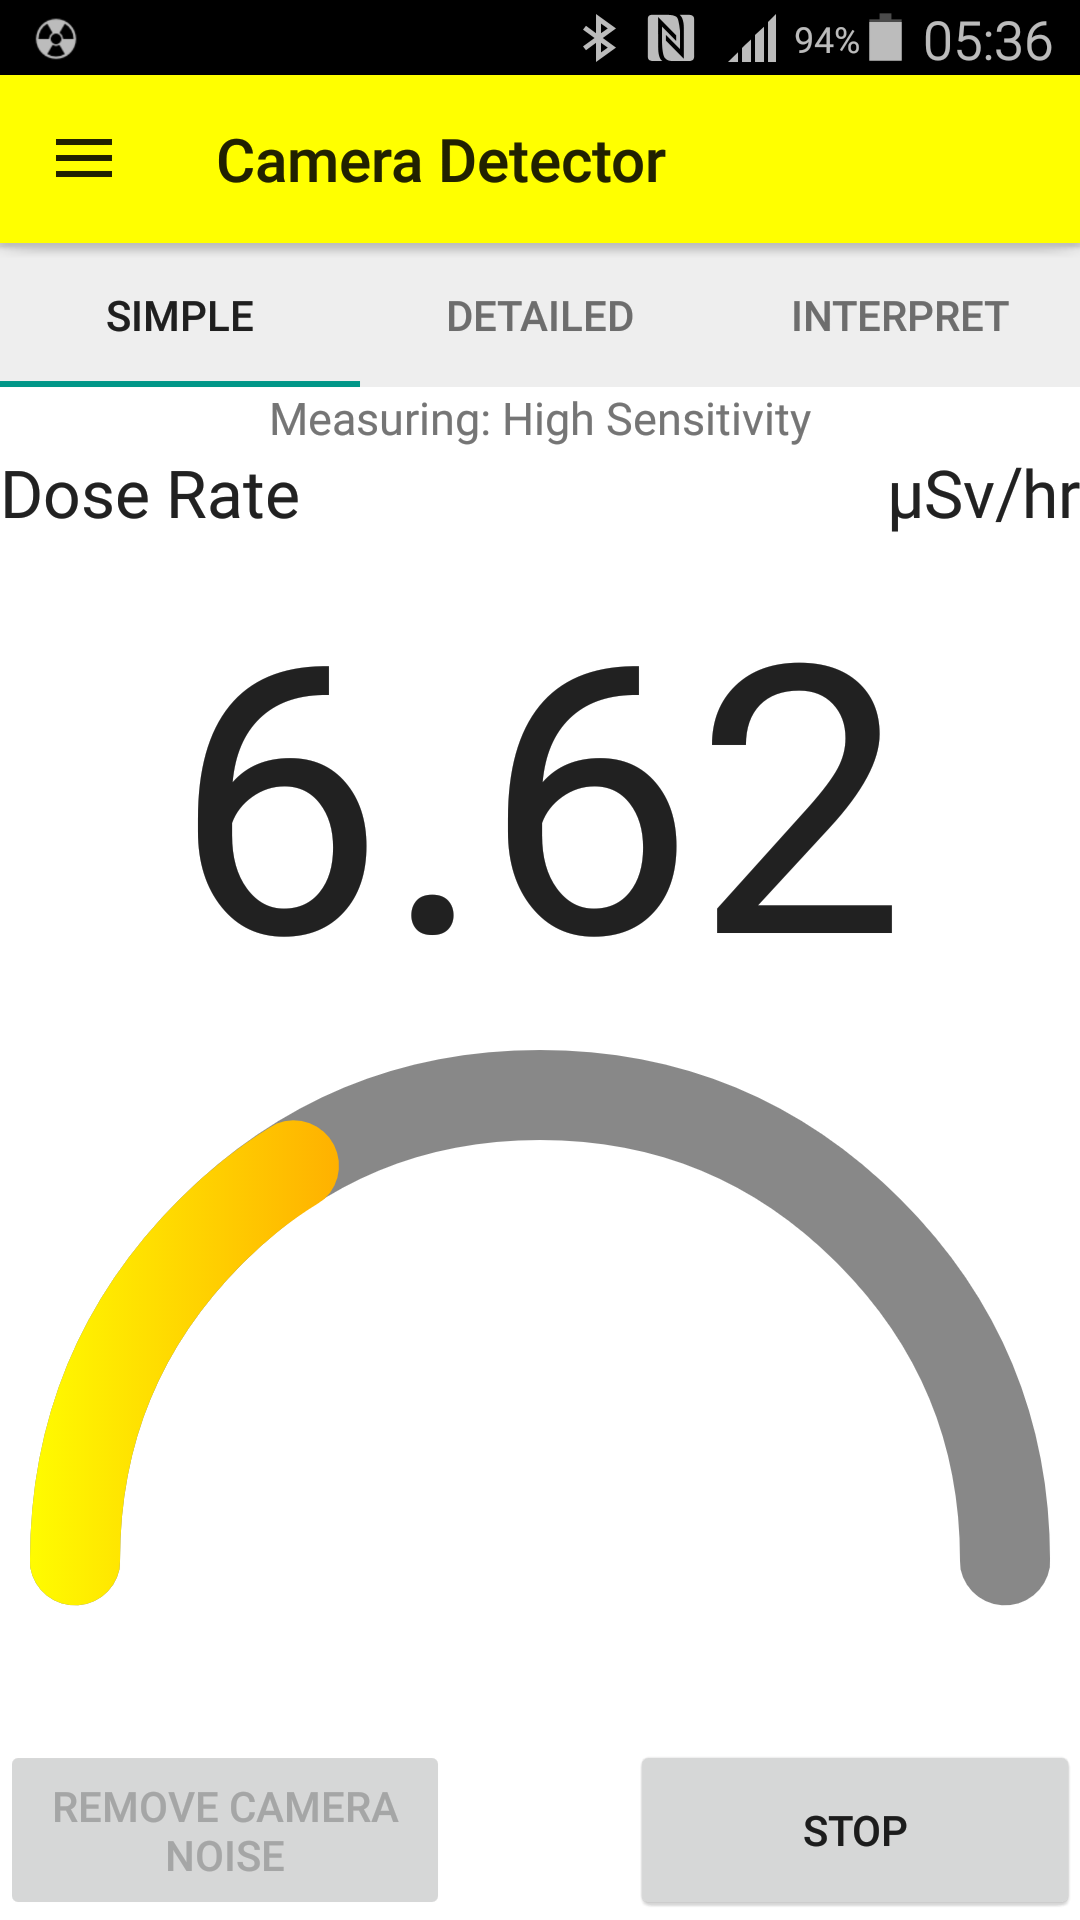 94% 05:36
Camera Detector
SIMPLE DETAILED INTERPRET
Measuring: High Sensitivity
Dose Rate µSv/hr
6.62
REMOVE CAMERA
NOISE
STOP